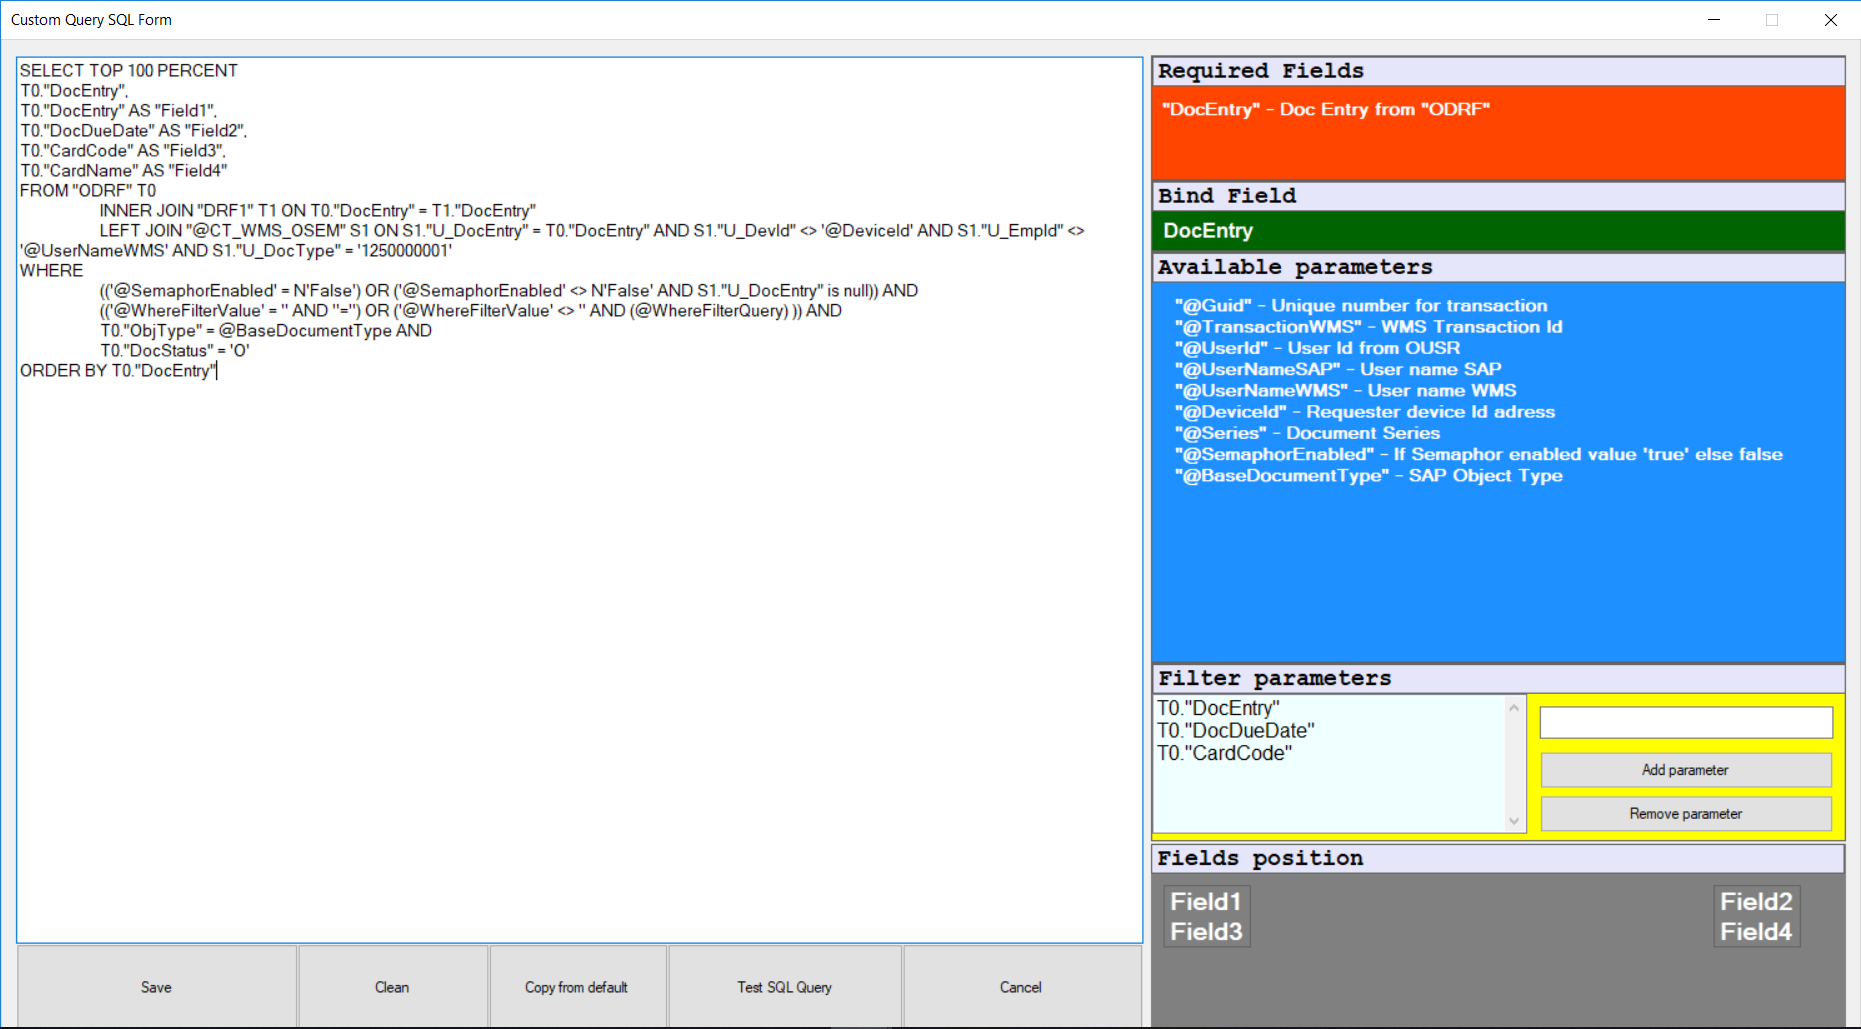 Custom Query SQL Form
SELECT TOP 100 PERCENT
T0."DocEntry",
T0."DocEntry" AS "Field1",
T0."DocDueDate" AS "Field2",
T0."CardCode" AS "Field3",
T0."CardName" AS "Field4"
FROM "ODRF" T0
INNER JOIN "DRF1" T1 ON T0."DocEntry" = T1."DocEntry"
LEFT JOIN "@CT_WMS_OSEM" S1 ON S1."U_DocEntry" = T0."DocEntry" AND S1."U_DevId" <> '@DeviceId' AND S1."U_EmpId" <>
'@UserNameWMS' AND S1."U_DocType" = '1250000001'
WHERE
(('@SemaphorEnabled' = N'False') OR ('@SemaphorEnabled' <> N'False' AND S1."U_DocEntry" is null)) AND
(('@WhereFilterValue' = '' AND ''='') OR ('@WhereFilterValue' <> '' AND (@WhereFilterQuery) )) AND
T0."ObjType" = @BaseDocumentType AND
T0."DocStatus" = 'O'
ORDER BY T0."DocEntry"
Save
Clean
Copy from default
Test SQL Query
Cancel
Required Fields
"DocEntry" - Doc Entry from "ODRF"
Bind Field
DocEntry
Available parameters
"@Guid" - Unique number for transaction
"@TransactionWMS" - WMS Transaction Id
"@UserId" - User Id from OUSR
"@UserNameSAP" - User name SAP
"@UserNameWMS" - User name WMS
"@DeviceId" - Requester device Id adress
"@Series" - Document Series
"@SemaphorEnabled" - If Semaphor enabled value 'true' else false
"@BaseDocumentType" - SAP Object Type
Filter parameters
T0."DocEntry"
T0."DocDueDate"
T0."CardCode"
Add parameter
Remove parameter
Fields position
Field1
Field2
Field3
Field4